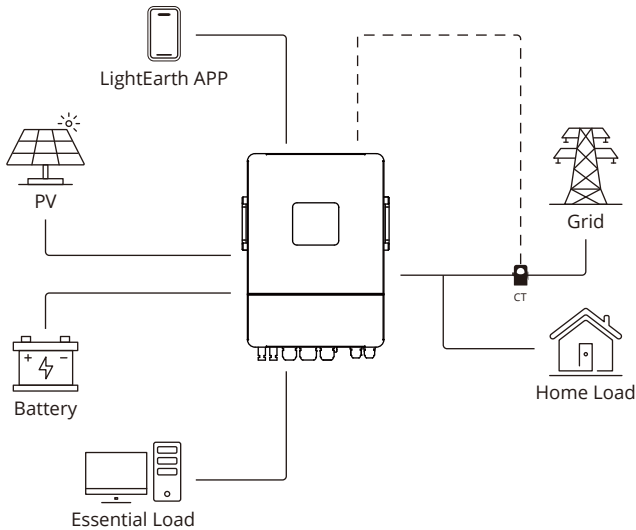 LightEarth APP
PV
Grid
CT
Home Load
Battery
Essential Load